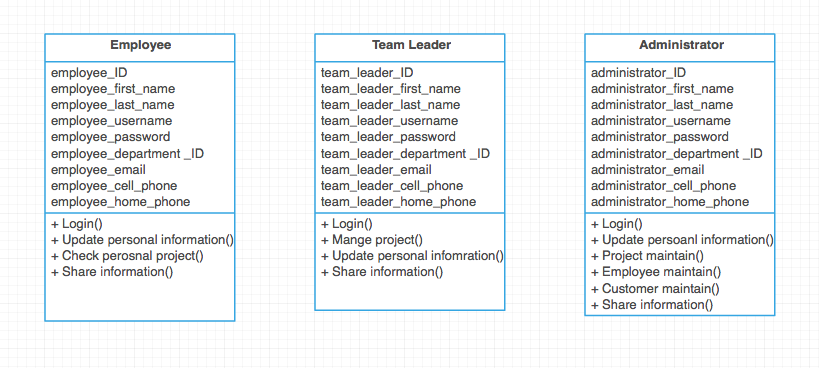 Employee
employee_ID
employee_first_name
employee_last_name
employee_username
employee_password
employee_department _ID
employee_email
employee_cell_phone
employee_home_phone
+ Login()
+ Update personal information()
+ Check perosnal project()
+ Share information()
Team Leader
team_leader_ID
team_leader_first_name
team_leader_last_name
team_leader_username
team_leader_password
team_leader_department _ID
team_leader_email
team_leader_cell_phone
team_leader_home_phone
+ Login()
+ Mange project()
+ Update personal infomration()
+ Share information()
Administrator
administrator_ID
administrator_first_name
administrator_last_name
administrator_username
administrator_password
administrator_department _ID
administrator_email
administrator_cell_phone
administrator_home_phone
+ Login()
+ Update persoanl information()
+ Project maintain()
+ Employee maintain()
+ Customer maintain()
+ Share information()